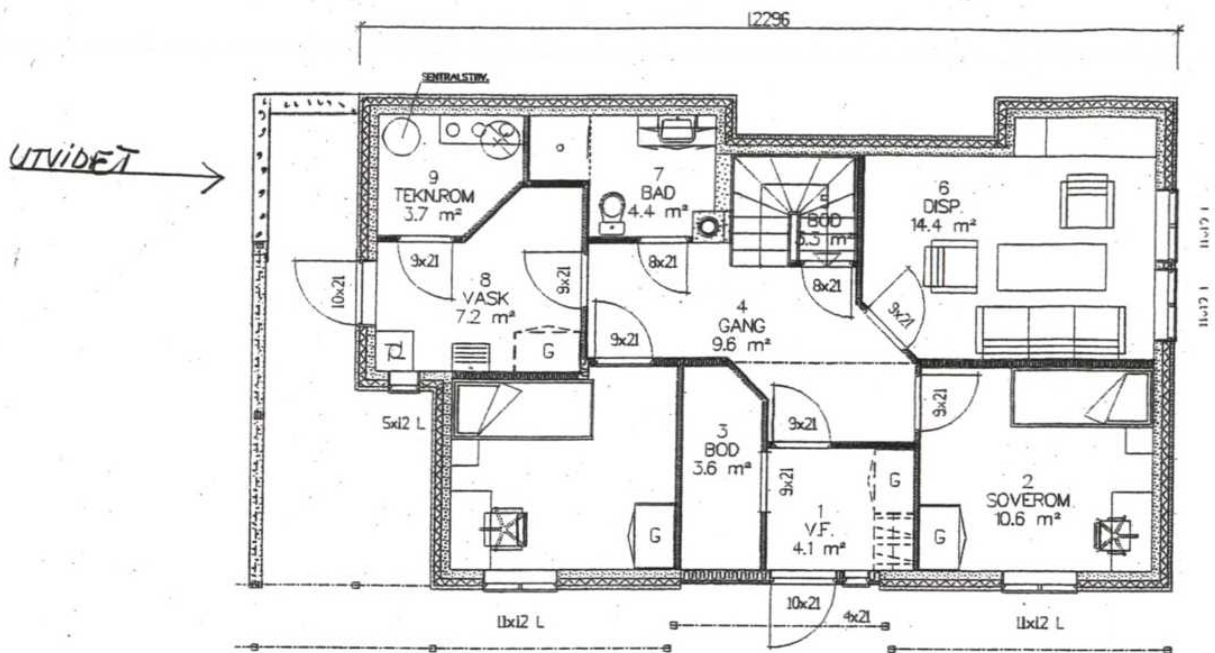 12296
SENTRALSTØV.
UTVIDET
9
TEKN.ROM
3.7 m²
7
BAD
4.4 m²
BOD
3.3 m²
6
DISP.
14.4 m²
10x21
9x21
8
VASK
7.2 m²
9x21
8x21
8x21
9x21
9x21
4
GANG
9.6 m²
G
5x12 L
3
BOD
3.6 m²
9x21
9x21
9x21
G
G
G
1
V.F.
4.1 m²
2
SOVEROM
10.6 m²
11x12 L
10x21
4x21
11x12 L